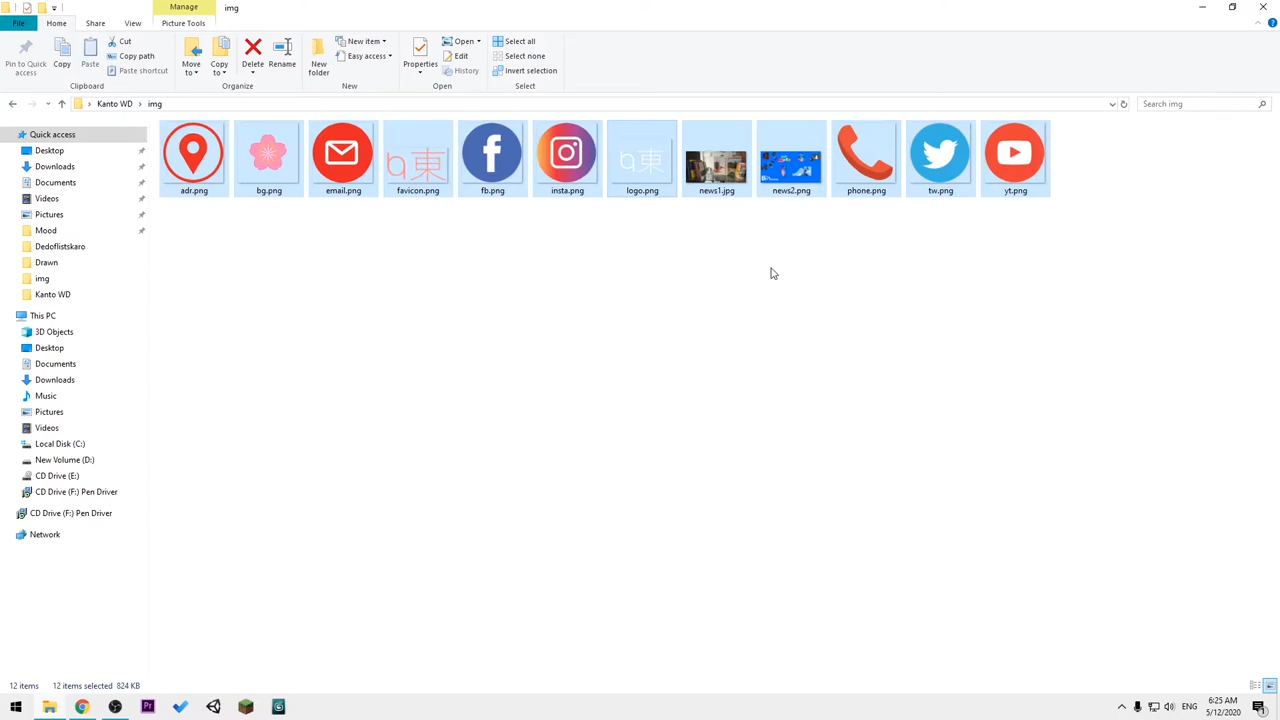 Manage
img
File
Home
Share
View
Picture Tools
Pin to Quick access
Copy
Paste
Cut
Copy path
Paste shortcut
Clipboard
Move to
Copy to
Delete
Rename
Organize
New folder
New item
Easy access
New
Properties
Open
Edit
History
Open
Select all
Select none
Invert selection
Select
Kanto WD
img
Search img
Quick access
Desktop
Downloads
Documents
Videos
Pictures
Mood
Dedoflistskaro
Drawn
img
Kanto WD
This PC
3D Objects
Desktop
Documents
Downloads
Music
Pictures
Videos
Local Disk (C:)
New Volume (D:)
CD Drive (E:)
CD Drive (F:) Pen Driver
CD Drive (F:) Pen Driver
Network
東
東
adr.png
bg.png
email.png
favicon.png
fb.png
insta.png
logo.png
news1.jpg
news2.png
phone.png
tw.png
yt.png
12 items
12 items selected 824 KB
Pr
ENG
6:25 AM
5/12/2020